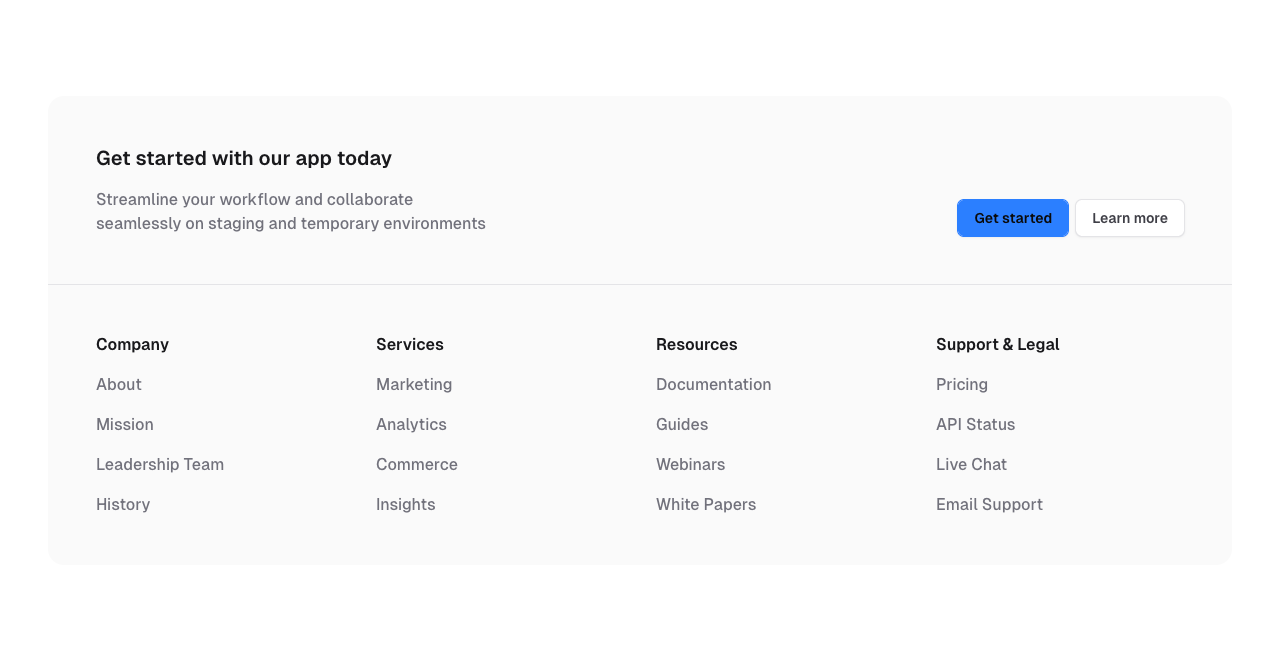 Get started with our app today
Streamline your workflow and collaborate
seamlessly on staging and temporary environments
Get started
Learn more
Company
About
Mission
Leadership Team
History
Services
Marketing
Analytics
Commerce
Insights
Resources
Documentation
Guides
Webinars
White Papers
Support & Legal
Pricing
API Status
Live Chat
Email Support